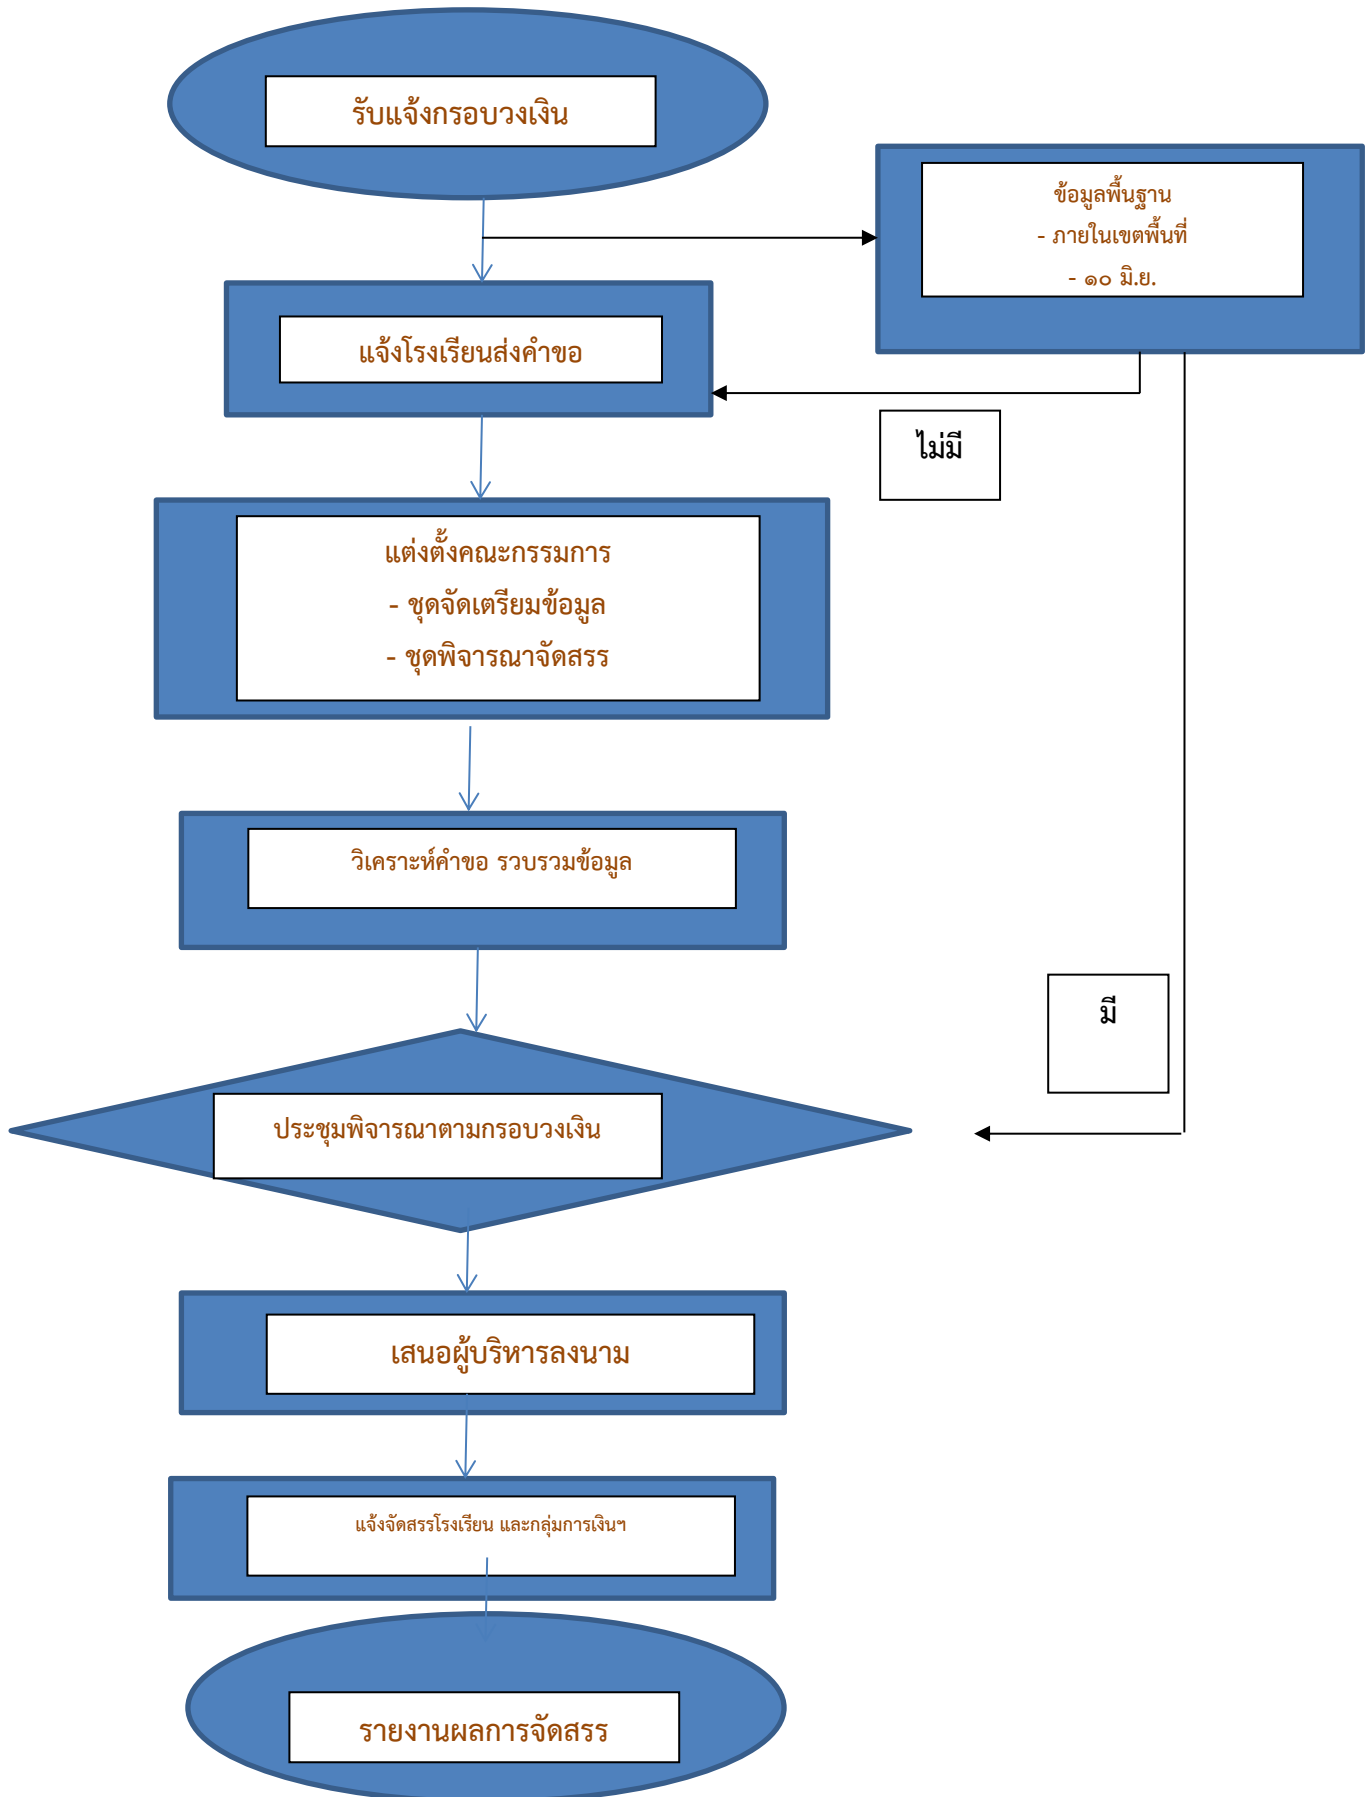 รับแจ้งกรอบวงเงิน
ข้อมูลพื้นฐาน
- ภายในเขตพื้นที่
- ๑๐ มิ.ย.
แจ้งโรงเรียนส่งคำขอ
ไม่มี
แต่งตั้งคณะกรรมการ
- ชุดจัดเตรียมข้อมูล
- ชุดพิจารณาจัดสรร
วิเคราะห์คำขอ รวบรวมข้อมูล
มี
ประชุมพิจารณาตามกรอบวงเงิน
เสนอผู้บริหารลงนาม
แจ้งจัดสรรโรงเรียน และกลุ่มการเงินฯ
รายงานผลการจัดสรร